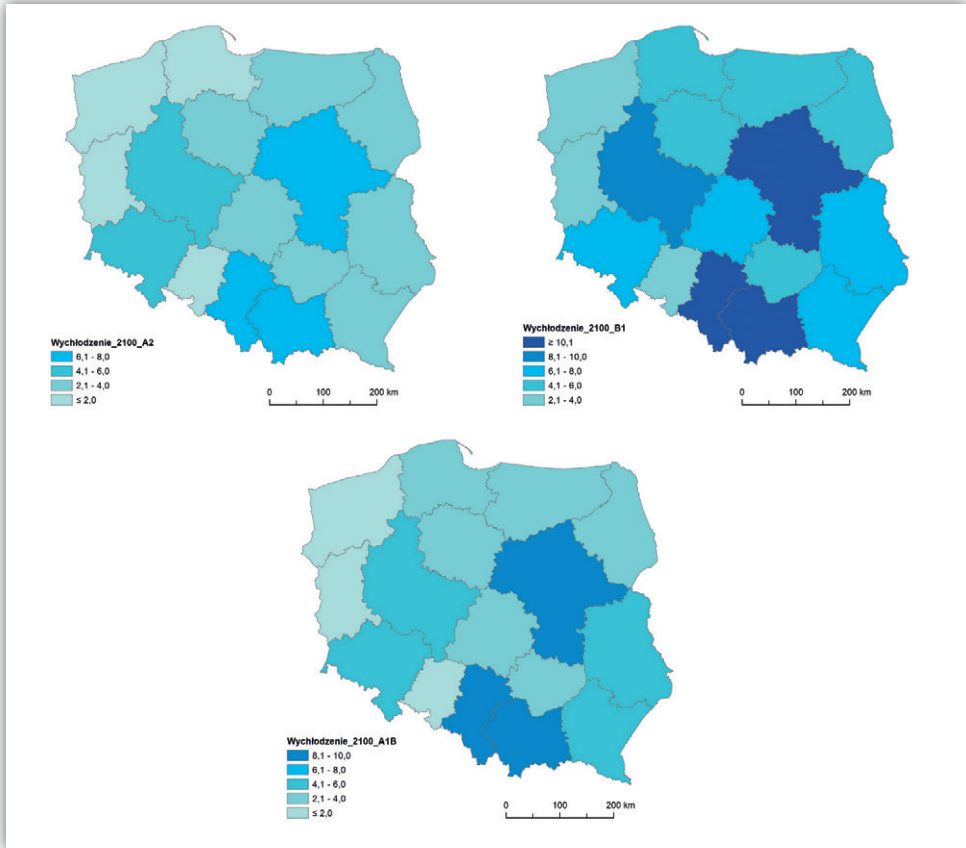 Wychłodzenie_2100_A2
6,1 - 8,0
4,1 - 6,0
2,1 - 4,0
≤ 2,0
0 100 200 km
Wychłodzenie_2100_B1
≥ 10,1
8,1 - 10,0
6,1 - 8,0
4,1 - 6,0
2,1 - 4,0
0 100 200 km
Wychłodzenie_2100_A1B
8,1 - 10,0
6,1 - 8,0
4,1 - 6,0
2,1 - 4,0
≤ 2,0
0 100 200 km